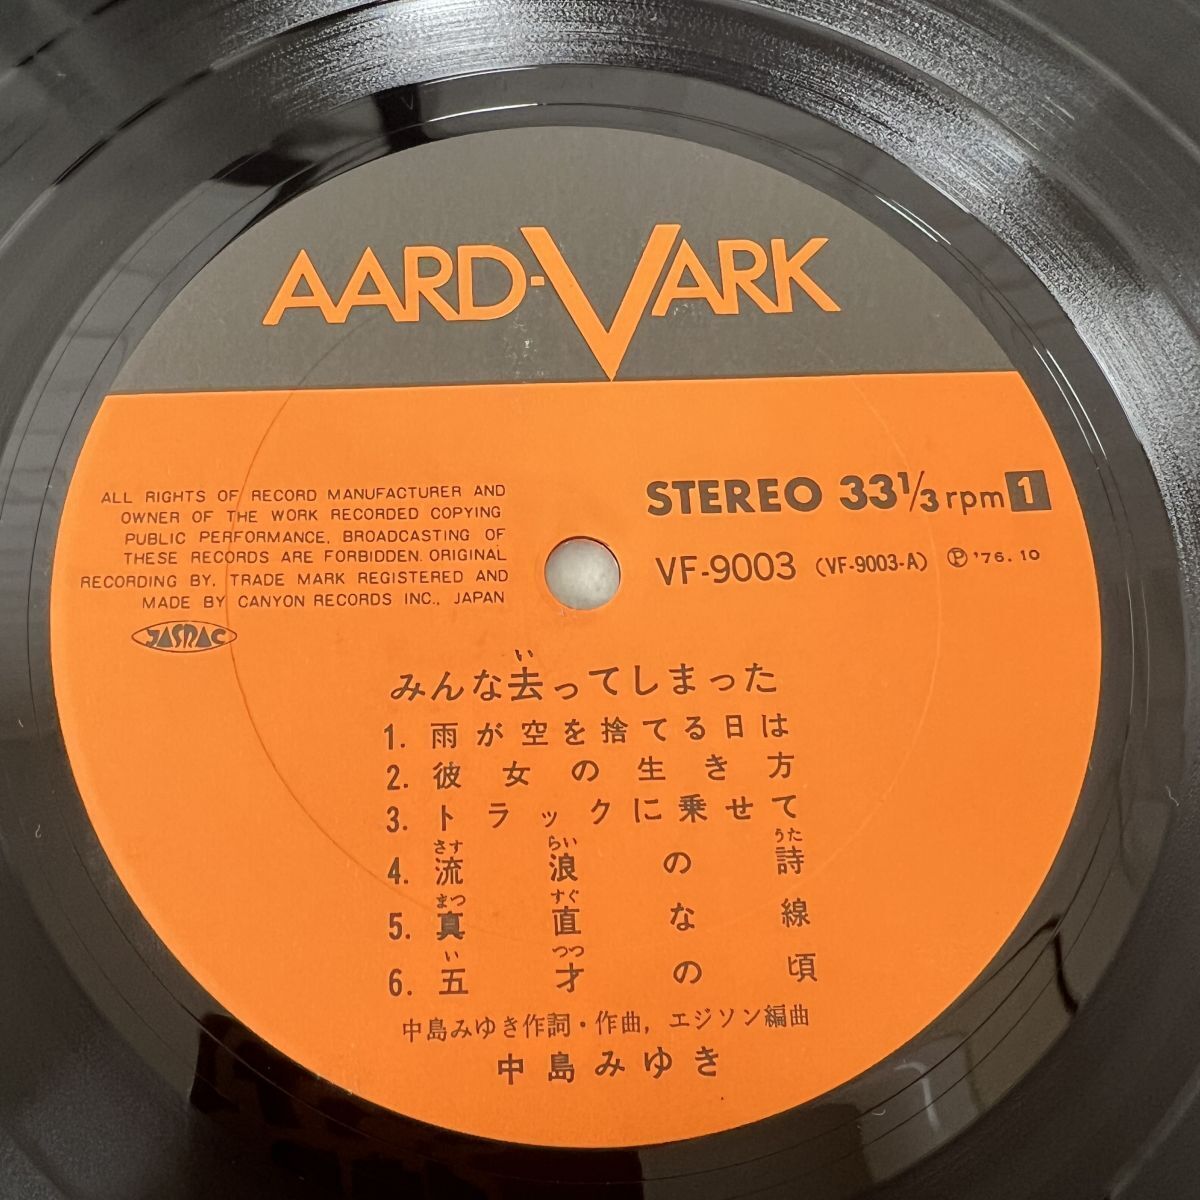 AARD-VARK
ALL RIGHTS OF RECORD MANUFACTURER AND
OWNER OF THE WORK RECORDED COPYING
PUBLIC PERFORMANCE, BROADCASTING OF
THESE RECORDS ARE FORBIDDEN. ORIGINAL
RECORDING BY, TRADE MARK REGISTERED AND
MADE BY CANYON RECORDS INC., JAPAN
JASRAC
STEREO 33 1/3 rpm 1
VF-9003 (VF-9003-A) Ⓟ '76. 10
い
みんな去ってしまった
1. 雨が空を捨てる日は
2. 彼女の生き方
3. トラックに乗せて
さす らい うた
4. 流浪の詩
まつ すぐ
5. 真直な線
い つつ
6. 五才の頃
中島みゆき作詞・作曲, エジソン編曲
中島みゆき